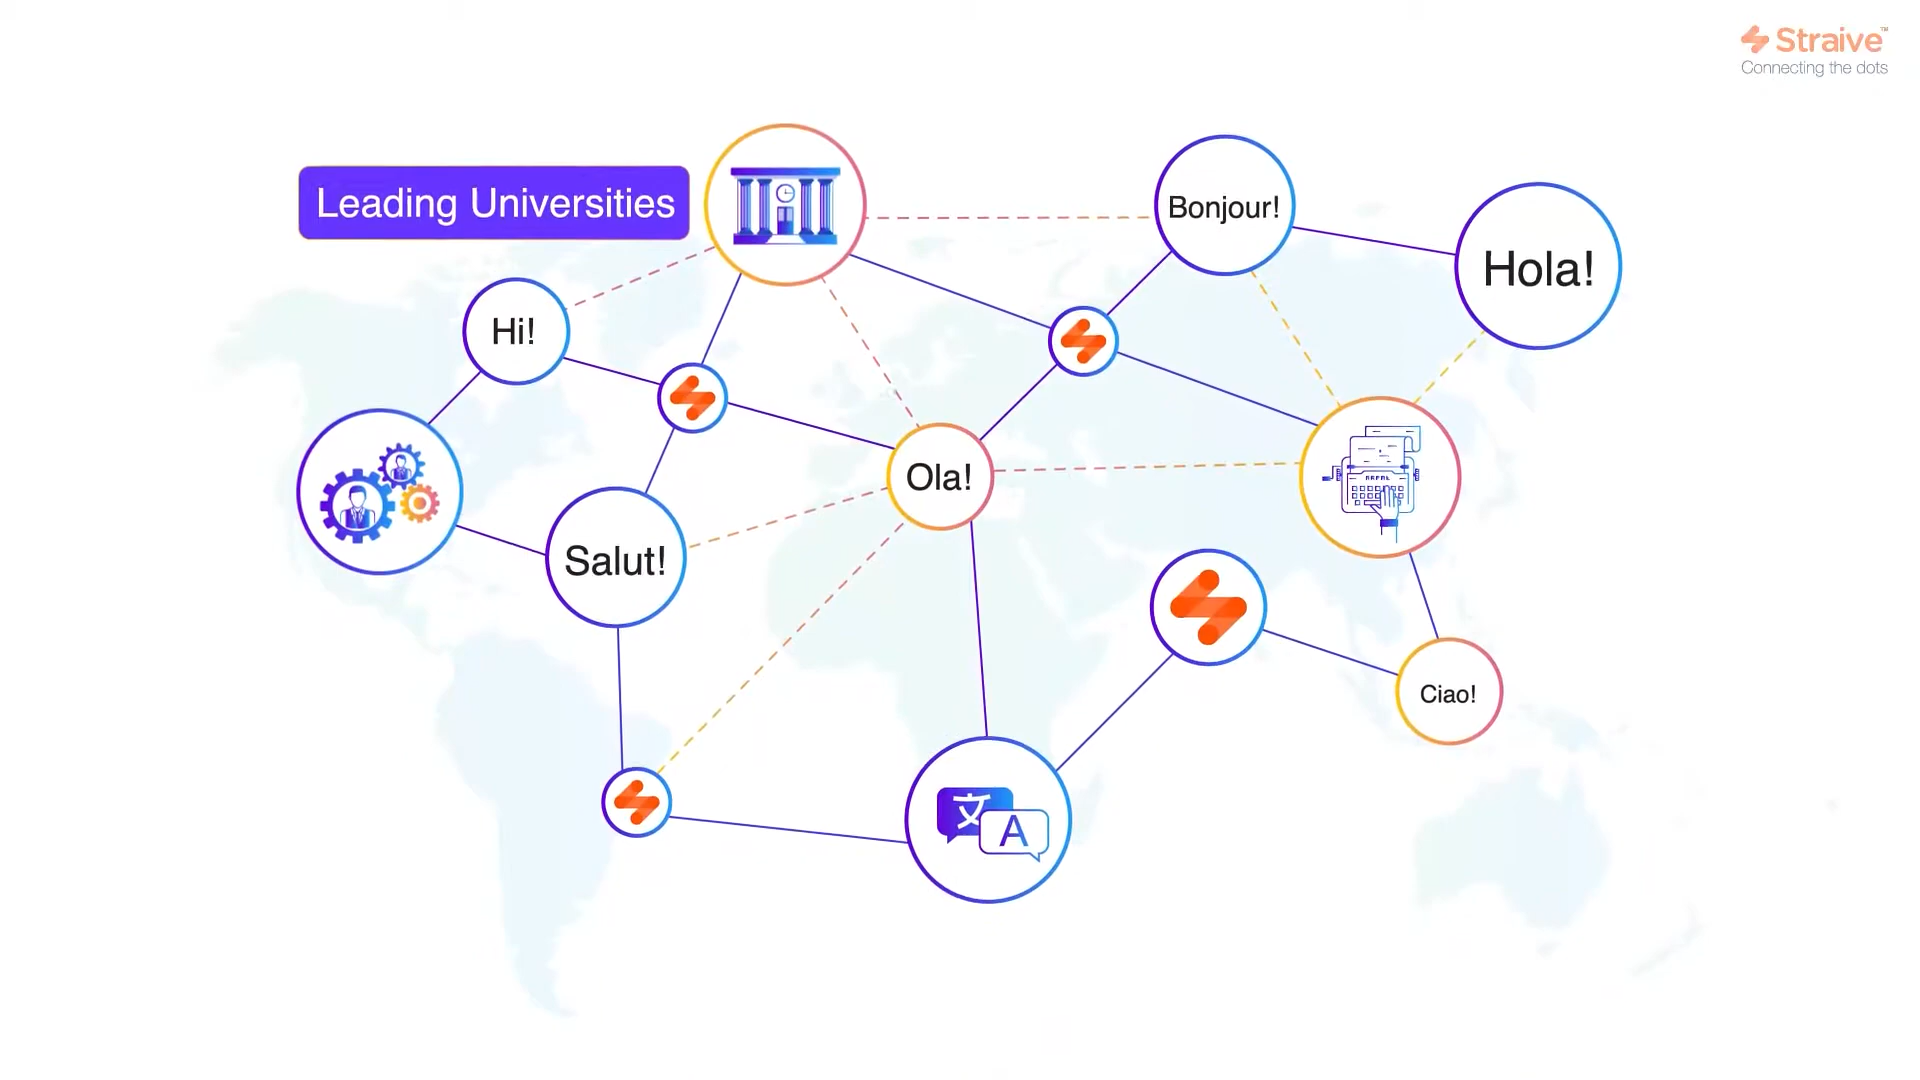 Straive™
Connecting the dots
Leading Universities
Bonjour!
Hola!
Hi!
Ola!
Salut!
Ciao!
文
A